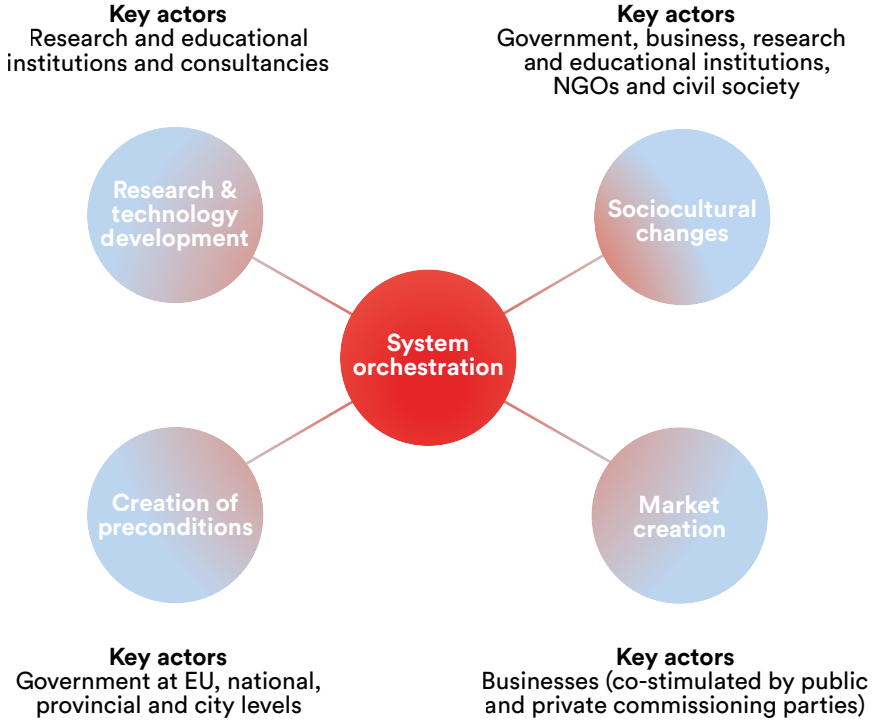 Key actors
Research and educational
institutions and consultancies
Key actors
Government, business, research
and educational institutions,
NGOs and civil society
Research &
technology
development
Sociocultural
changes
System
orchestration
Creation of
preconditions
Market
creation
Key actors
Government at EU, national,
provincial and city levels
Key actors
Businesses (co-stimulated by public
and private commissioning parties)